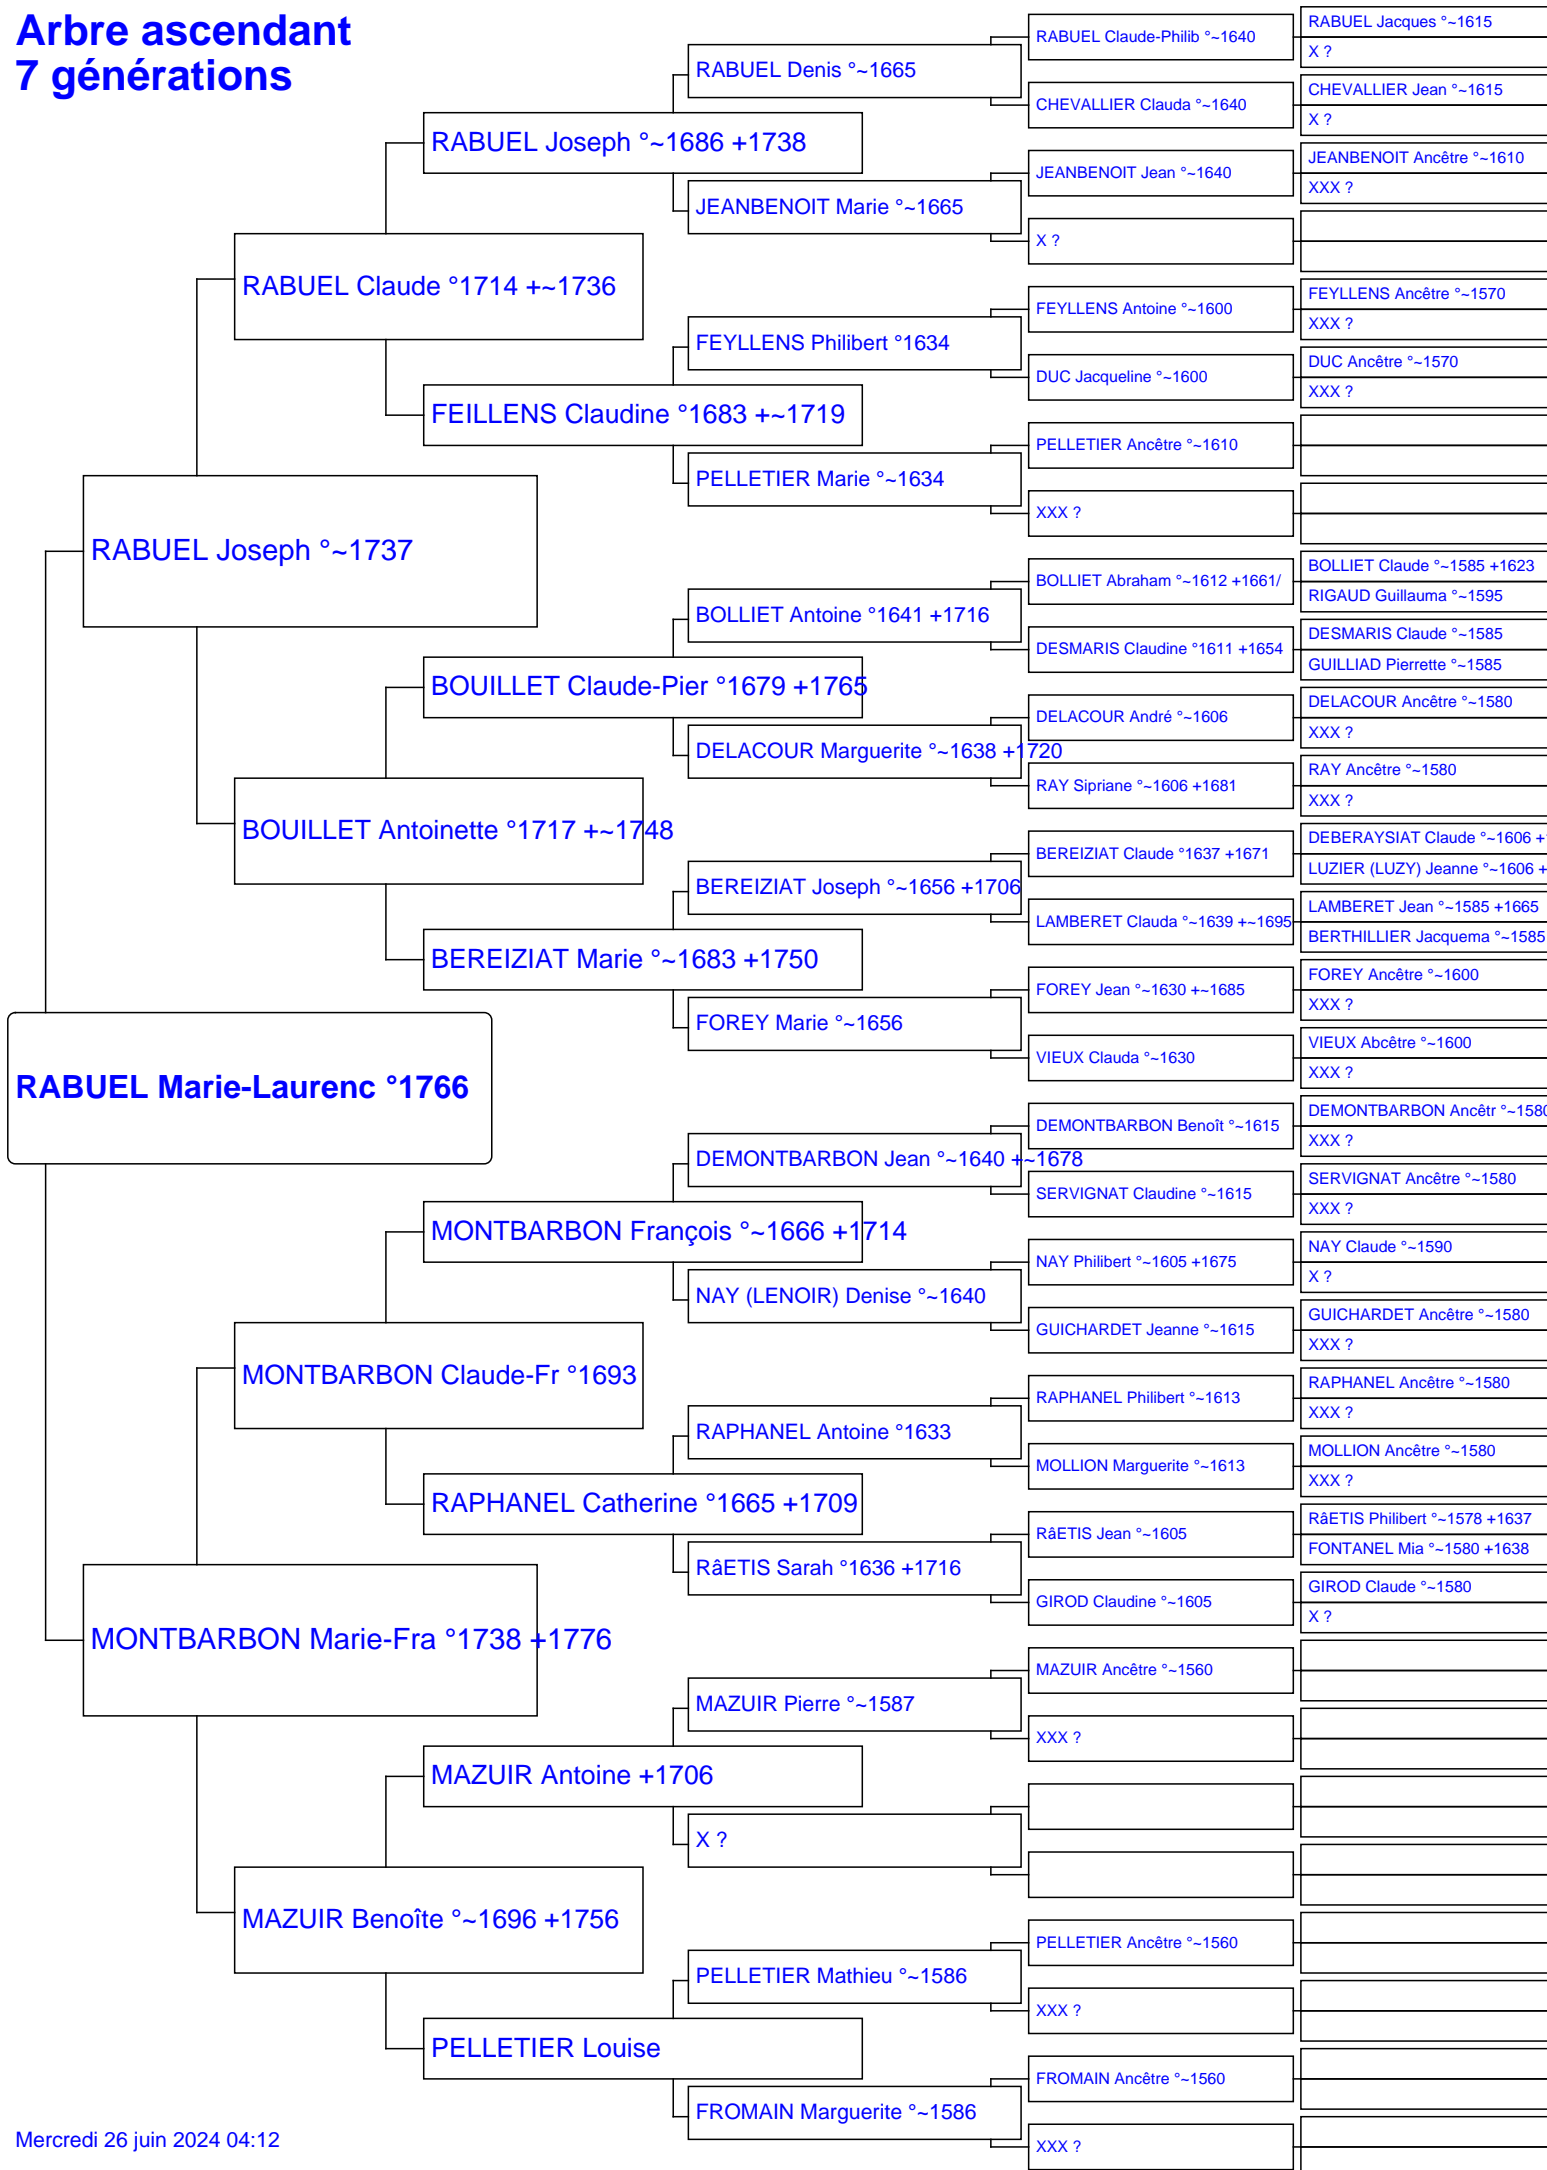 Arbre ascendant
7 générations
RABUEL Marie-Laurenc °1766
RABUEL Joseph °~1737
MONTBARBON Marie-Fra °1738 +1776
RABUEL Claude °1714 +~1736
BOUILLET Antoinette °1717 +~1748
MONTBARBON Claude-Fr °1693
MAZUIR Benoîte °~1696 +1756
RABUEL Joseph °~1686 +1738
FEILLENS Claudine °1683 +~1719
BOUILLET Claude-Pier °1679 +1765
BEREIZIAT Marie °~1683 +1750
MONTBARBON François °~1666 +1714
RAPHANEL Catherine °1665 +1709
MAZUIR Antoine +1706
PELLETIER Louise
RABUEL Denis °~1665
JEANBENOIT Marie °~1665
FEYLLENS Philibert °1634
PELLETIER Marie °~1634
BOLLIET Antoine °1641 +1716
DELACOUR Marguerite °~1638 +1720
BEREIZIAT Joseph °~1656 +1706
FOREY Marie °~1656
DEMONTBARBON Jean °~1640 +~1678
NAY (LENOIR) Denise °~1640
RAPHANEL Antoine °1633
RâETIS Sarah °1636 +1716
MAZUIR Pierre °~1587
X ?
PELLETIER Mathieu °~1586
FROMAIN Marguerite °~1586
RABUEL Claude-Philib °~1640
CHEVALLIER Clauda °~1640
JEANBENOIT Jean °~1640
X ?
FEYLLENS Antoine °~1600
DUC Jacqueline °~1600
PELLETIER Ancêtre °~1610
XXX ?
BOLLIET Abraham °~1612 +1661/
DESMARIS Claudine °1611 +1654
DELACOUR André °~1606
RAY Sipriane °~1606 +1681
BEREIZIAT Claude °1637 +1671
LAMBERET Clauda °~1639 +~1695
FOREY Jean °~1630 +~1685
VIEUX Clauda °~1630
DEMONTBARBON Benoît °~1615
SERVIGNAT Claudine °~1615
NAY Philibert °~1605 +1675
GUICHARDET Jeanne °~1615
RAPHANEL Philibert °~1613
MOLLION Marguerite °~1613
RâETIS Jean °~1605
GIROD Claudine °~1605
MAZUIR Ancêtre °~1560
XXX ?
PELLETIER Ancêtre °~1560
XXX ?
FROMAIN Ancêtre °~1560
XXX ?
RABUEL Jacques °~1615
X ?
CHEVALLIER Jean °~1615
X ?
JEANBENOIT Ancêtre °~1610
XXX ?
FEYLLENS Ancêtre °~1570
XXX ?
DUC Ancêtre °~1570
XXX ?
BOLLIET Claude °~1585 +1623
RIGAUD Guillauma °~1595
DESMARIS Claude °~1585
GUILLIAD Pierrette °~1585
DELACOUR Ancêtre °~1580
XXX ?
RAY Ancêtre °~1580
XXX ?
DEBERAYSIAT Claude °~1606 +
LUZIER (LUZY) Jeanne °~1606 +
LAMBERET Jean °~1585 +1665
BERTHILLIER Jacquema °~1585
FOREY Ancêtre °~1600
XXX ?
VIEUX Abcêtre °~1600
XXX ?
DEMONTBARBON Ancêtr °~1580
XXX ?
SERVIGNAT Ancêtre °~1580
XXX ?
NAY Claude °~1590
X ?
GUICHARDET Ancêtre °~1580
XXX ?
RAPHANEL Ancêtre °~1580
XXX ?
MOLLION Ancêtre °~1580
XXX ?
RâETIS Philibert °~1578 +1637
FONTANEL Mia °~1580 +1638
GIROD Claude °~1580
X ?
Mercredi 26 juin 2024 04:12